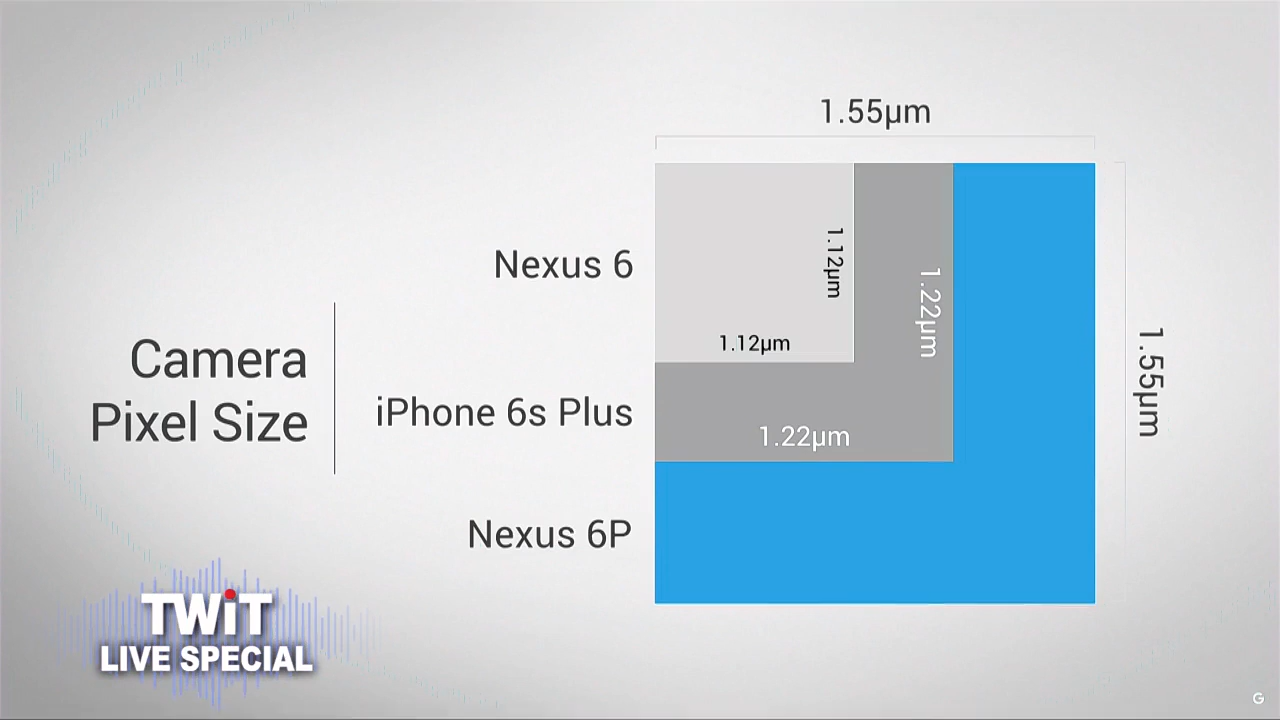 1.55µm
Nexus 6
1.12µm
1.12µm
1.22µm
1.55µm
Camera
Pixel Size
iPhone 6s Plus
1.22µm
Nexus 6P
TWiT
LIVE SPECIAL
G